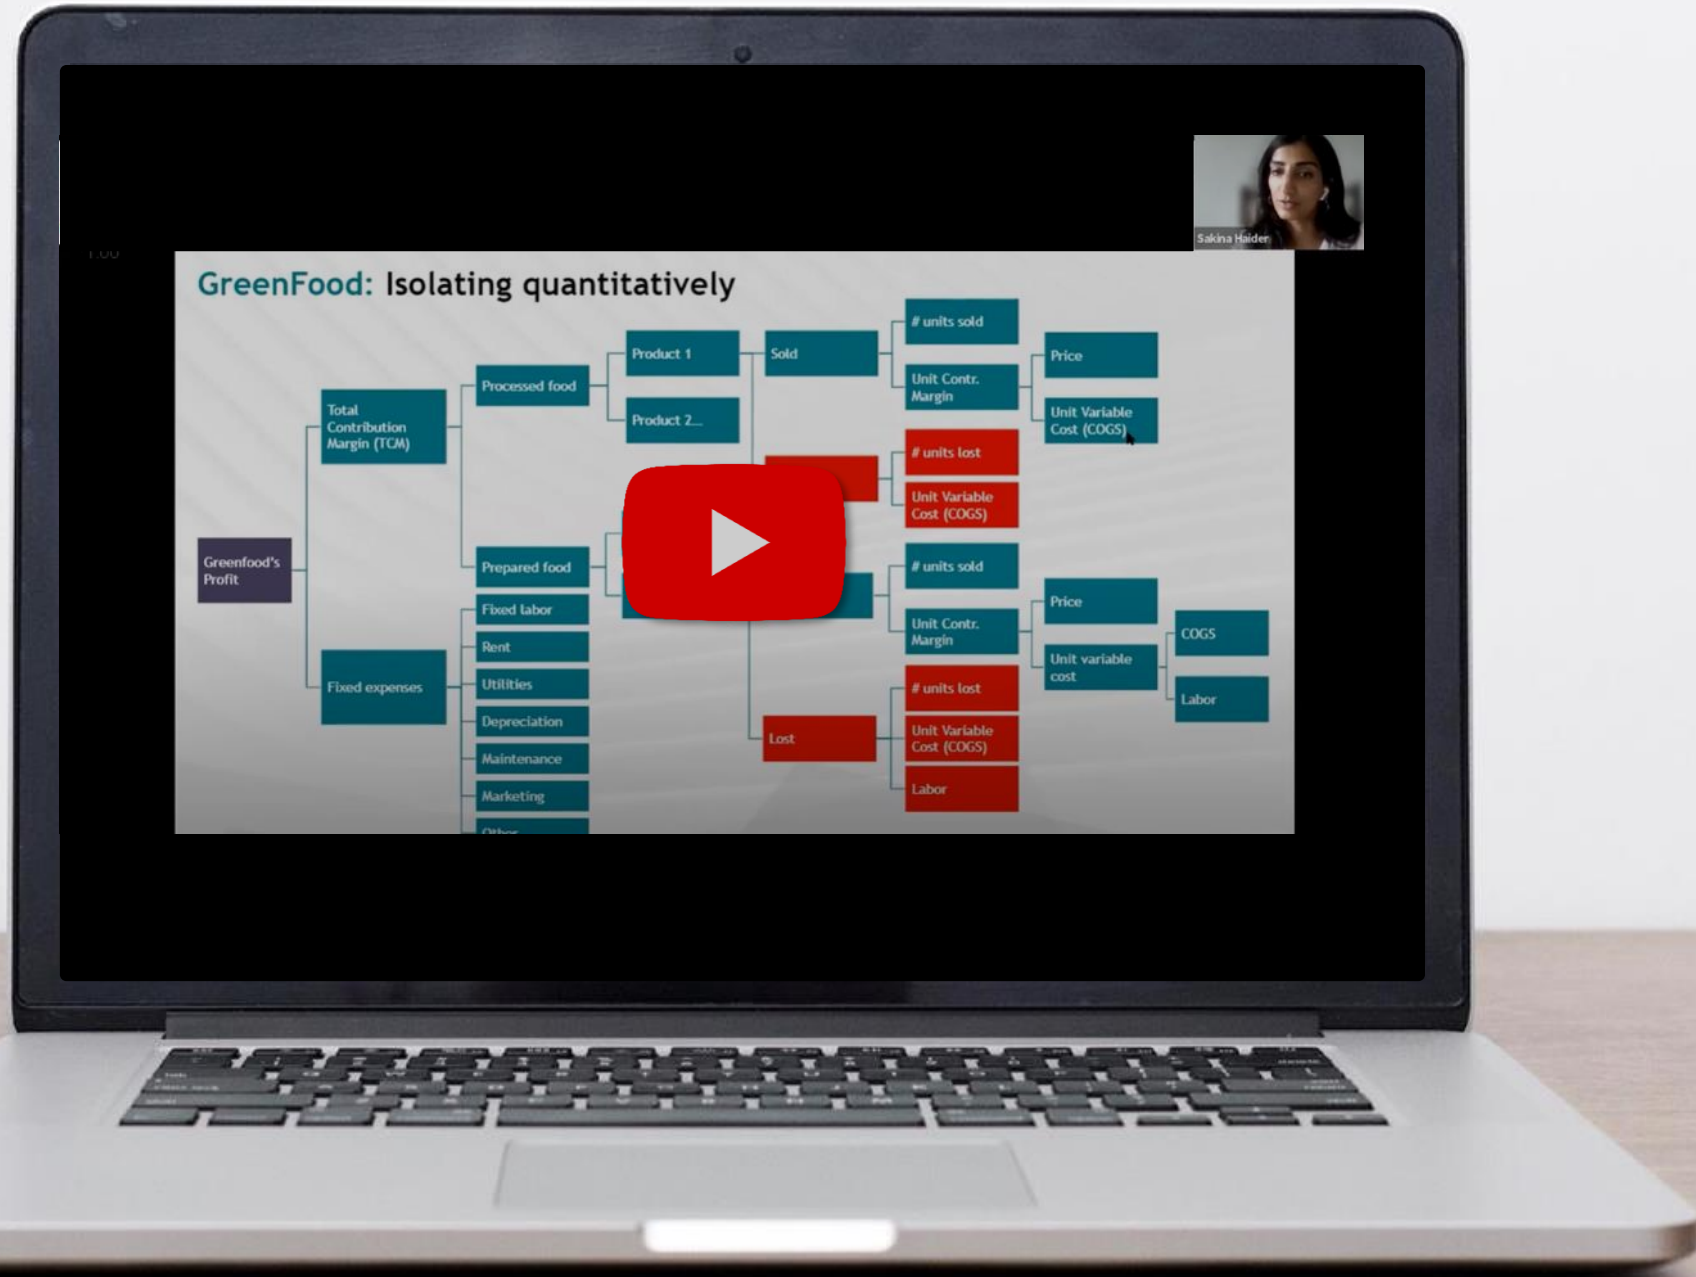 Sakina Haider
1.00
GreenFood: Isolating quantitatively
Greenfood's
Profit
Total
Contribution
Margin (TCM)
Fixed expenses
Processed food
Prepared food
Fixed labor
Rent
Utilities
Depreciation
Maintenance
Marketing
Other
Product 1
Product 2...
Sold
# units sold
Unit Contr.
Margin
Price
Unit Variable
Cost (COGS)
# units lost
Unit Variable
Cost (COGS)
# units sold
Unit Contr.
Margin
Price
Unit variable
cost
COGS
Labor
Lost
# units lost
Unit Variable
Cost (COGS)
Labor